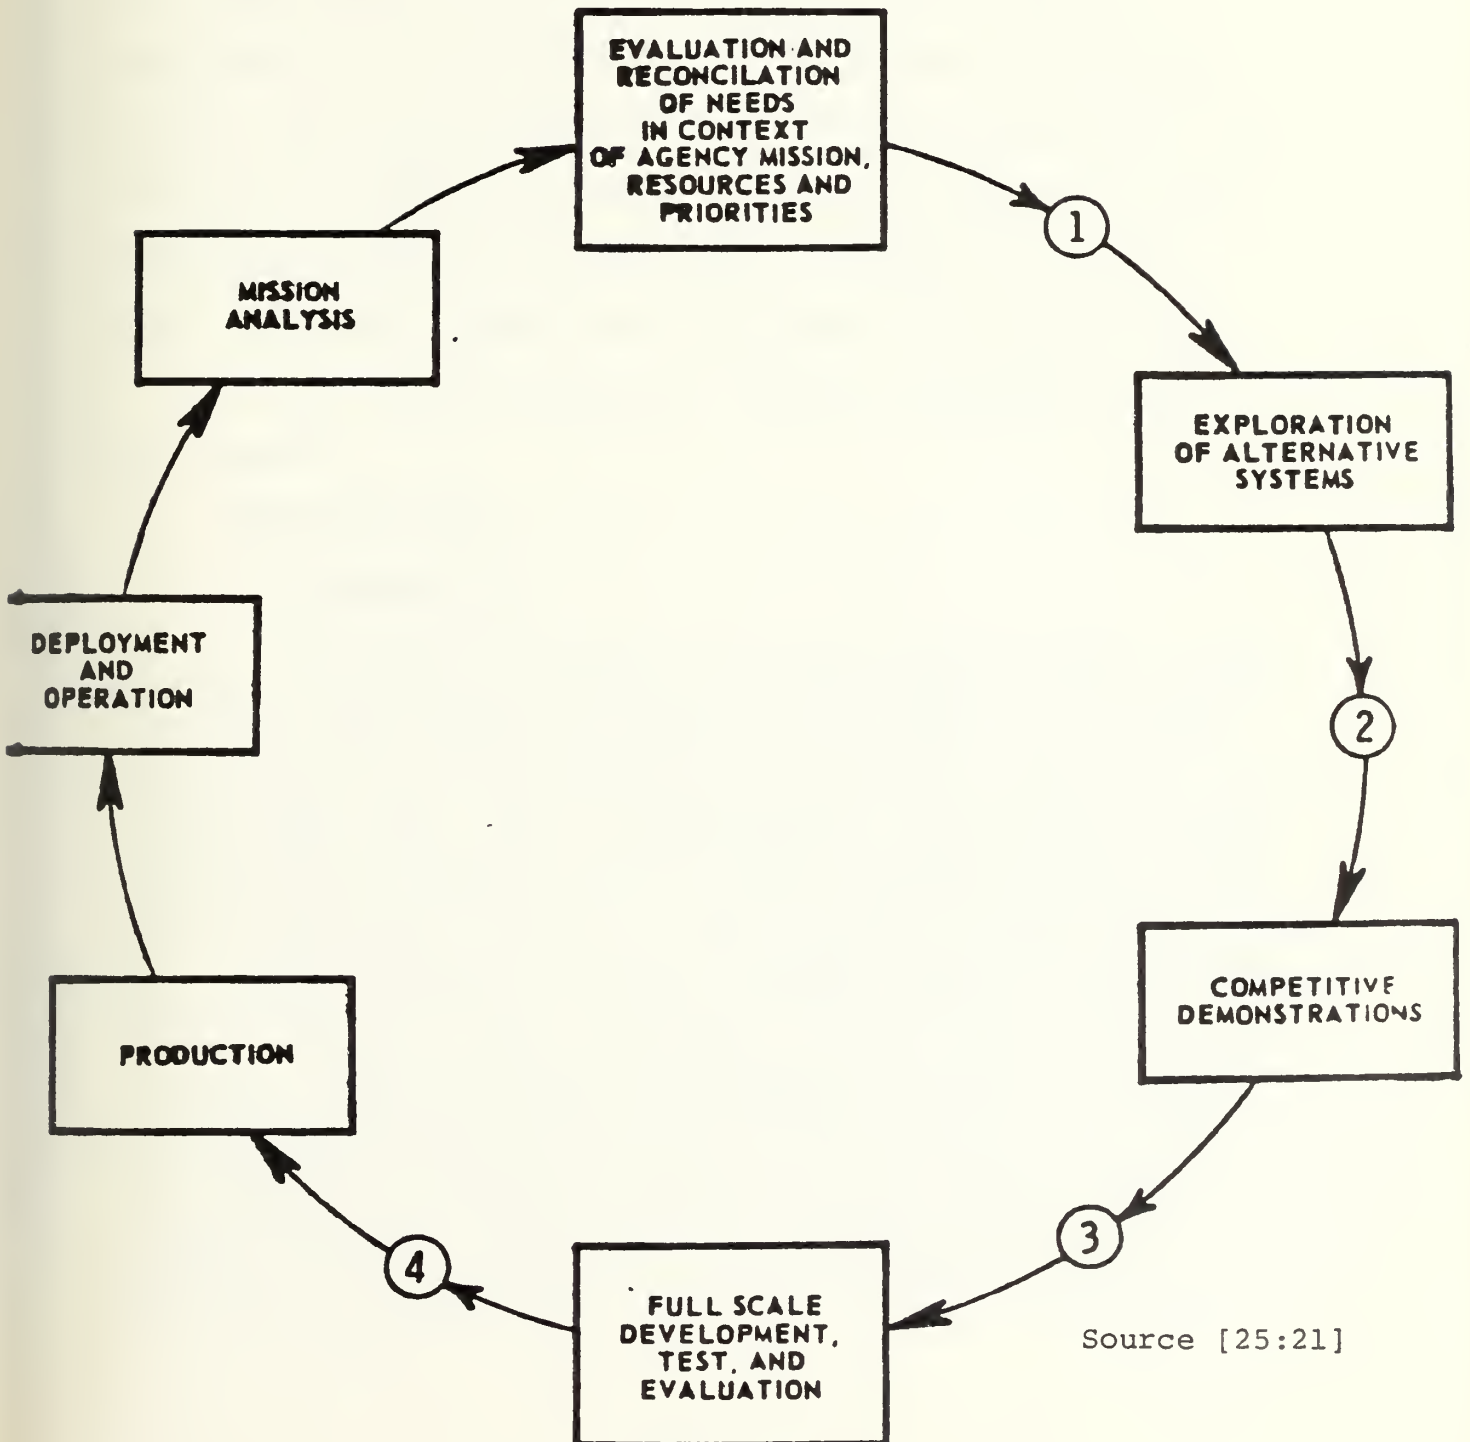 EVALUATION AND
RECONCILATION
OF NEEDS
IN CONTEXT
OF AGENCY MISSION,
RESOURCES AND
PRIORITIES
1
EXPLORATION
OF ALTERNATIVE
SYSTEMS
2
COMPETITIVE
DEMONSTRATIONS
3
FULL SCALE
DEVELOPMENT,
TEST, AND
EVALUATION
4
PRODUCTION
DEPLOYMENT
AND
OPERATION
MISSION
ANALYSIS
Source [25:21]